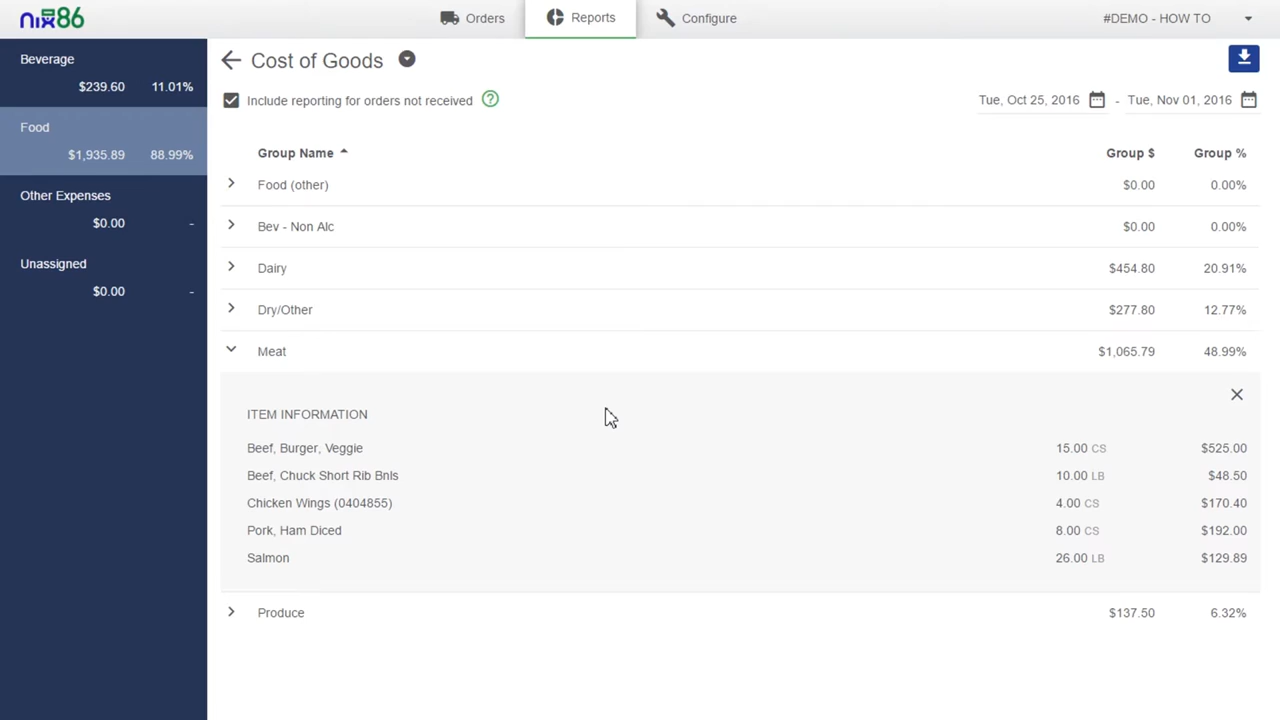 nix86
Orders
Reports
Configure
#DEMO - HOW TO
Beverage
$239.60 11.01%
Food
$1,935.89 88.99%
Other Expenses
$0.00 -
Unassigned
$0.00 -
Cost of Goods
Include reporting for orders not received ?
Tue, Oct 25, 2016 - Tue, Nov 01, 2016
Group Name Group $ Group %
Food (other) $0.00 0.00%
Bev - Non Alc $0.00 0.00%
Dairy $454.80 20.91%
Dry/Other $277.80 12.77%
Meat $1,065.79 48.99%
ITEM INFORMATION
Beef, Burger, Veggie 15.00 CS $525.00
Beef, Chuck Short Rib Bnls 10.00 LB $48.50
Chicken Wings (0404855) 4.00 CS $170.40
Pork, Ham Diced 8.00 CS $192.00
Salmon 26.00 LB $129.89
Produce $137.50 6.32%